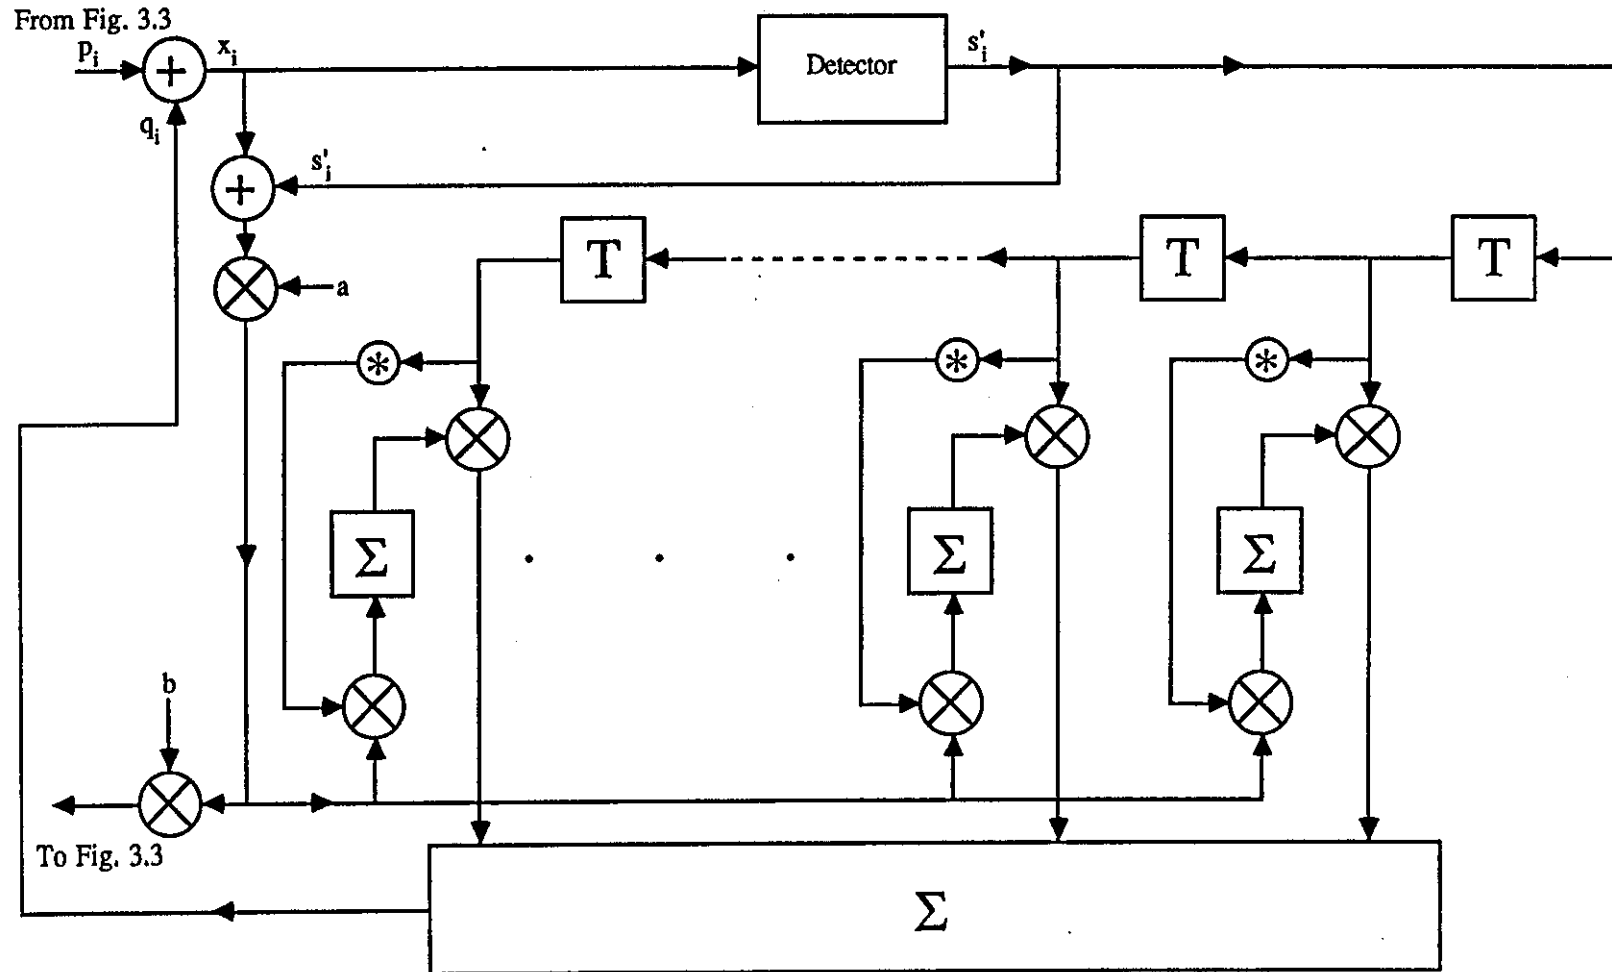 From Fig. 3.3
p_i
+
x_i
Detector
s'_i
q_i
s'_i
+
T
T
T
a
*
*
*
Σ
Σ
Σ
b
To Fig. 3.3
Σ